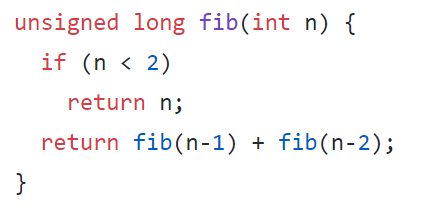 unsigned long fib(int n) {
  if (n < 2)
    return n;
  return fib(n-1) + fib(n-2);
}